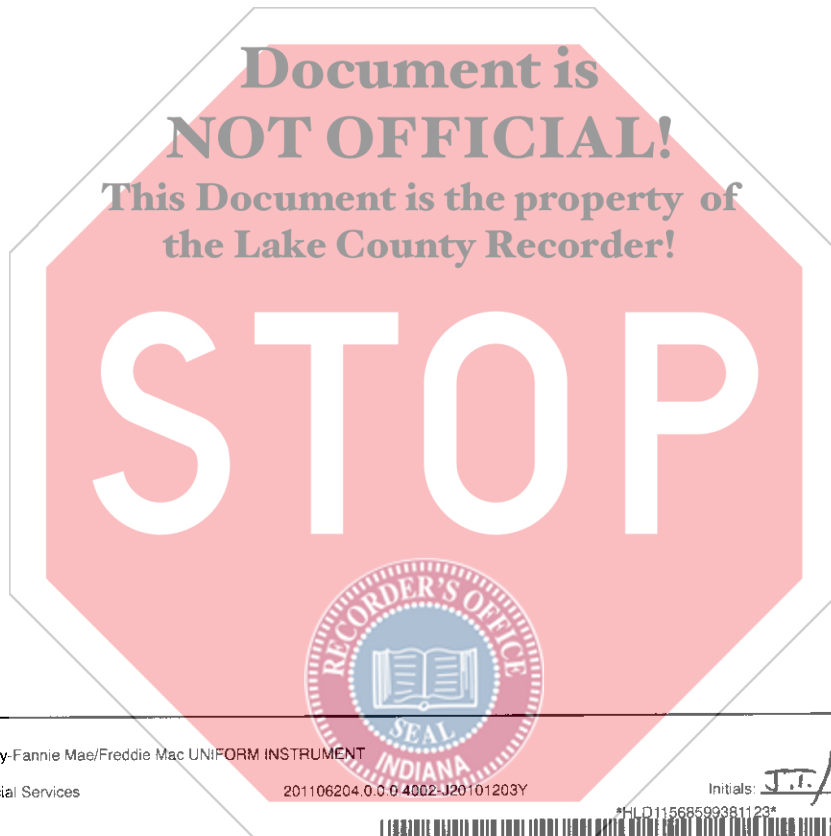 Document is
NOT OFFICIAL!
This Document is the property of
the Lake County Recorder!
STOP
RECORDER'S OFFICE
SEAL
INDIANA
y-Fannie Mae/Freddie Mac UNIFORM INSTRUMENT
cial Services
201106204.0.0.0.4002-J20101203Y
Initials: J.T./
*HLD11568599381123*